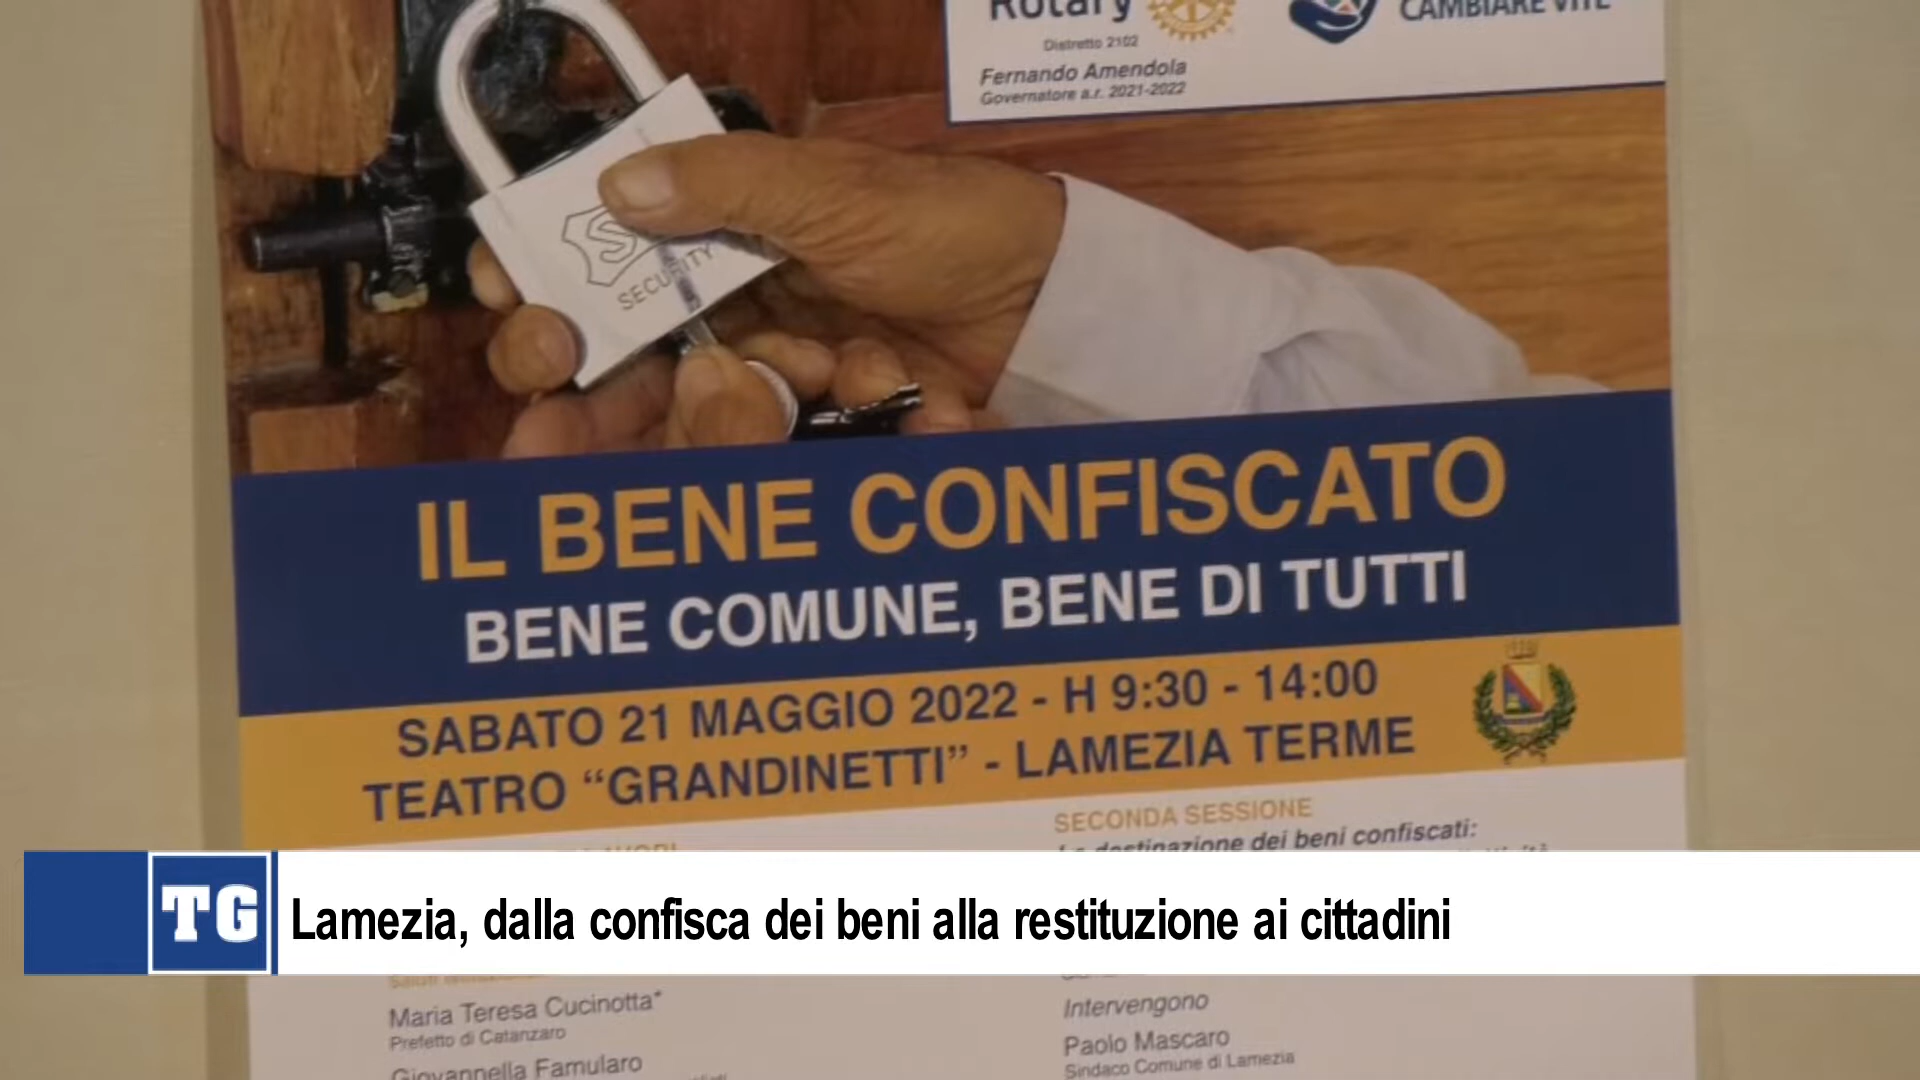 Rotary
CAMBIARE VITE
Distretto 2102
Fernando Amendola
Governatore a.r. 2021-2022
S
SECURITY
IL BENE CONFISCATO
BENE COMUNE, BENE DI TUTTI
SABATO 21 MAGGIO 2022 - H 9:30 - 14:00
TEATRO “GRANDINETTI” - LAMEZIA TERME
SECONDA SESSIONE
La destinazione dei beni confiscati:
TG
Lamezia, dalla confisca dei beni alla restituzione ai cittadini
Maria Teresa Cucinotta*
Prefetto di Catanzaro
Giovannella Famularo
Intervengono
Paolo Mascaro
Sindaco Comune di Lamezia